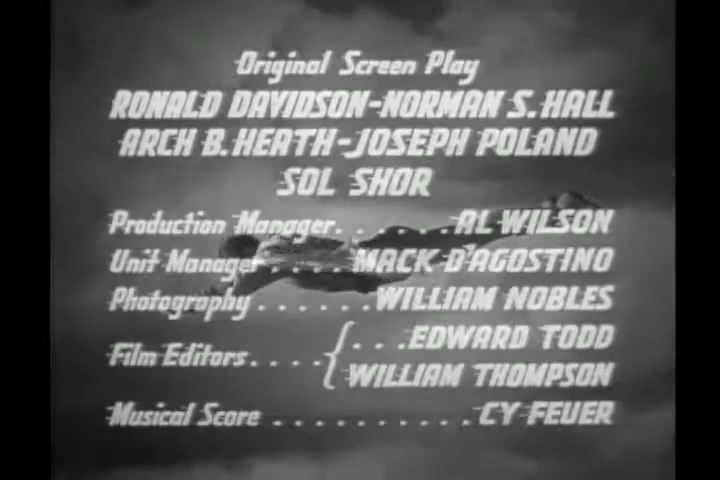 Original Screen Play
RONALD DAVIDSON-NORMAN S. HALL
ARCH B. HEATH-JOSEPH POLAND
SOL SHOR
Production Manager. . . . . . .AL WILSON
Unit Manager. . . . . MACK D'AGOSTINO
Photography . . . . . . .WILLIAM NOBLES
Film Editors. . . . { . . .EDWARD TODD
WILLIAM THOMPSON
Musical Score . . . . . . . . . . .CY FEUER